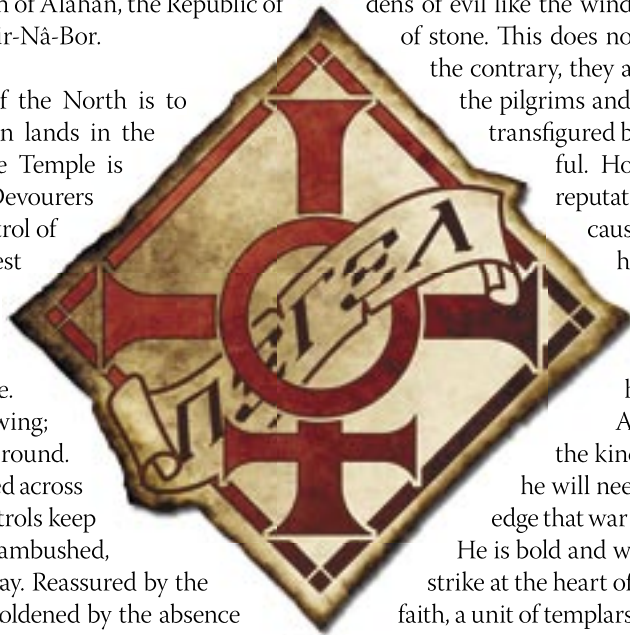 n of Alahan, the Republic of
ir-Nâ-Bor.
f the North is to
n lands in the
e Temple is
Devourers
trol of
est
e.
wing;
round.
ed across
trols keep
ambushed,
ay. Reassured by the
oldened by the absence
dens of evil like the wind
of stone. This does no
the contrary, they a
the pilgrims and
transfigured b
ful. Ho
reputat
caus
h
h
A
the kin
he will nee
edge that war
He is bold and w
strike at the heart of
faith, a unit of templars